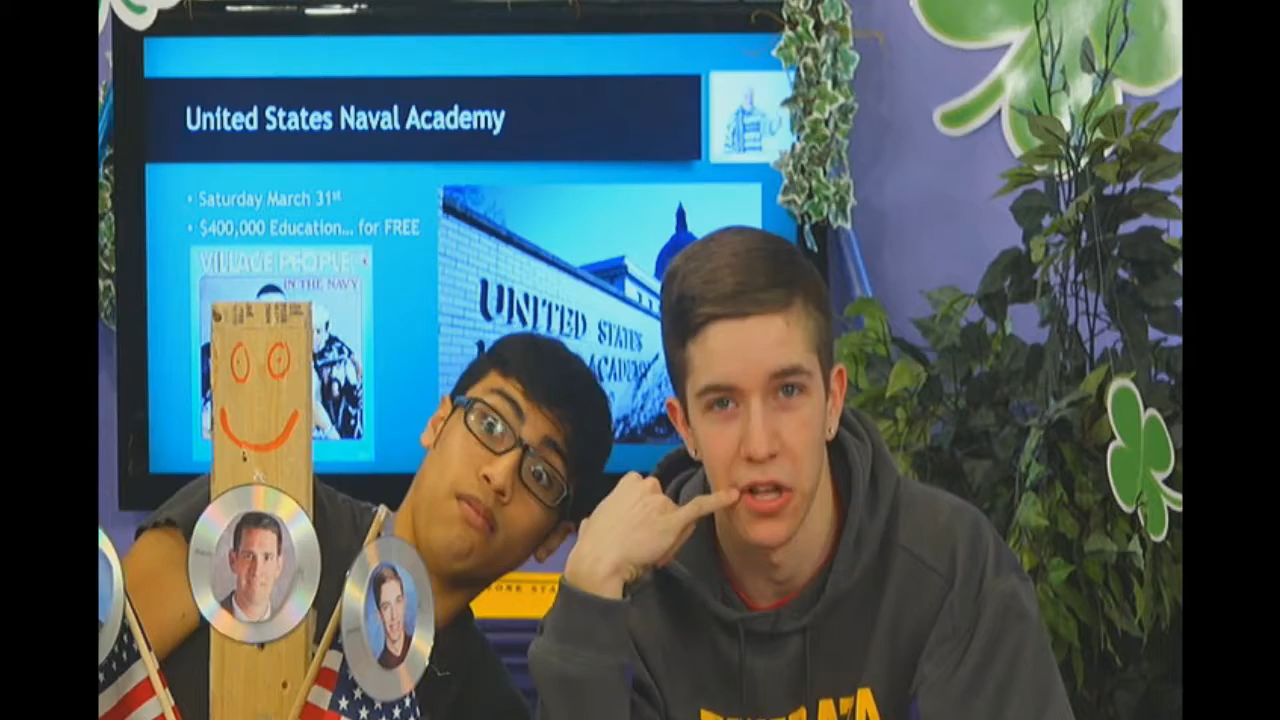 United States Naval Academy
• Saturday March 31st
• $400,000 Education... for FREE
VILLAGE PEOPLE
IN THE NAVY
UNITED STATES
ACADEMY